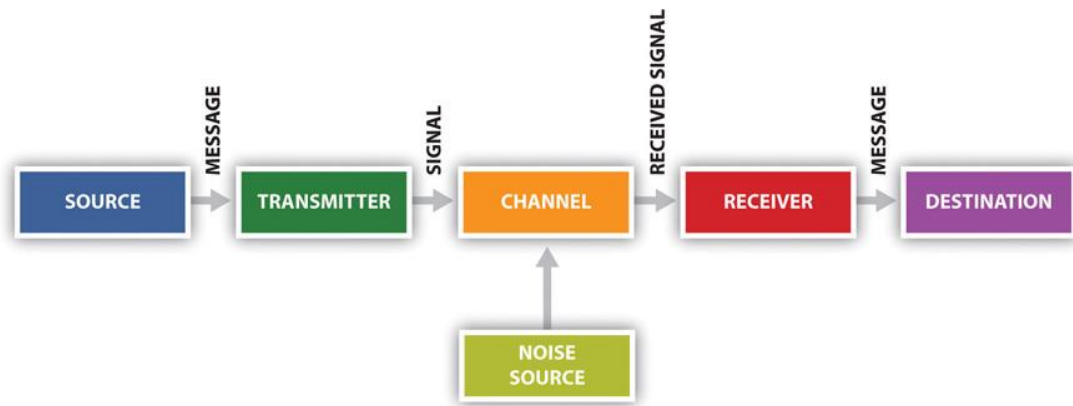 MESSAGE
SIGNAL
RECEIVED SIGNAL
MESSAGE
SOURCE
TRANSMITTER
CHANNEL
RECEIVER
DESTINATION
NOISE
SOURCE